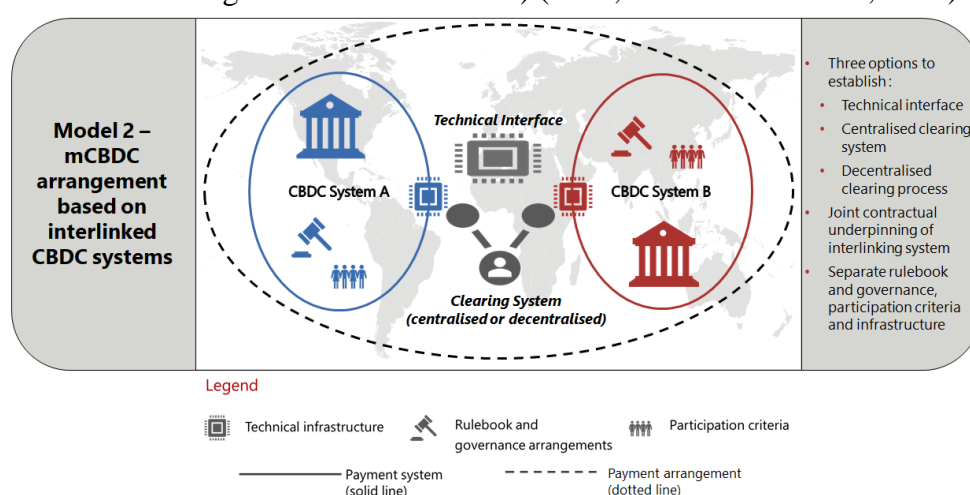 Model 2 –
mCBDC
arrangement
based on
interlinked
CBDC systems
Technical Interface
CBDC System A
CBDC System B
Clearing System
(centralised or decentralised)
• Three options to
establish:
• Technical interface
• Centralised clearing
system
• Decentralised
clearing process
• Joint contractual
underpinning of
interlinking system
• Separate rulebook
and governance,
participation criteria
and infrastructure
Legend
Technical infrastructure
Rulebook and
governance arrangements
Participation criteria
Payment system
(solid line)
Payment arrangement
(dotted line)